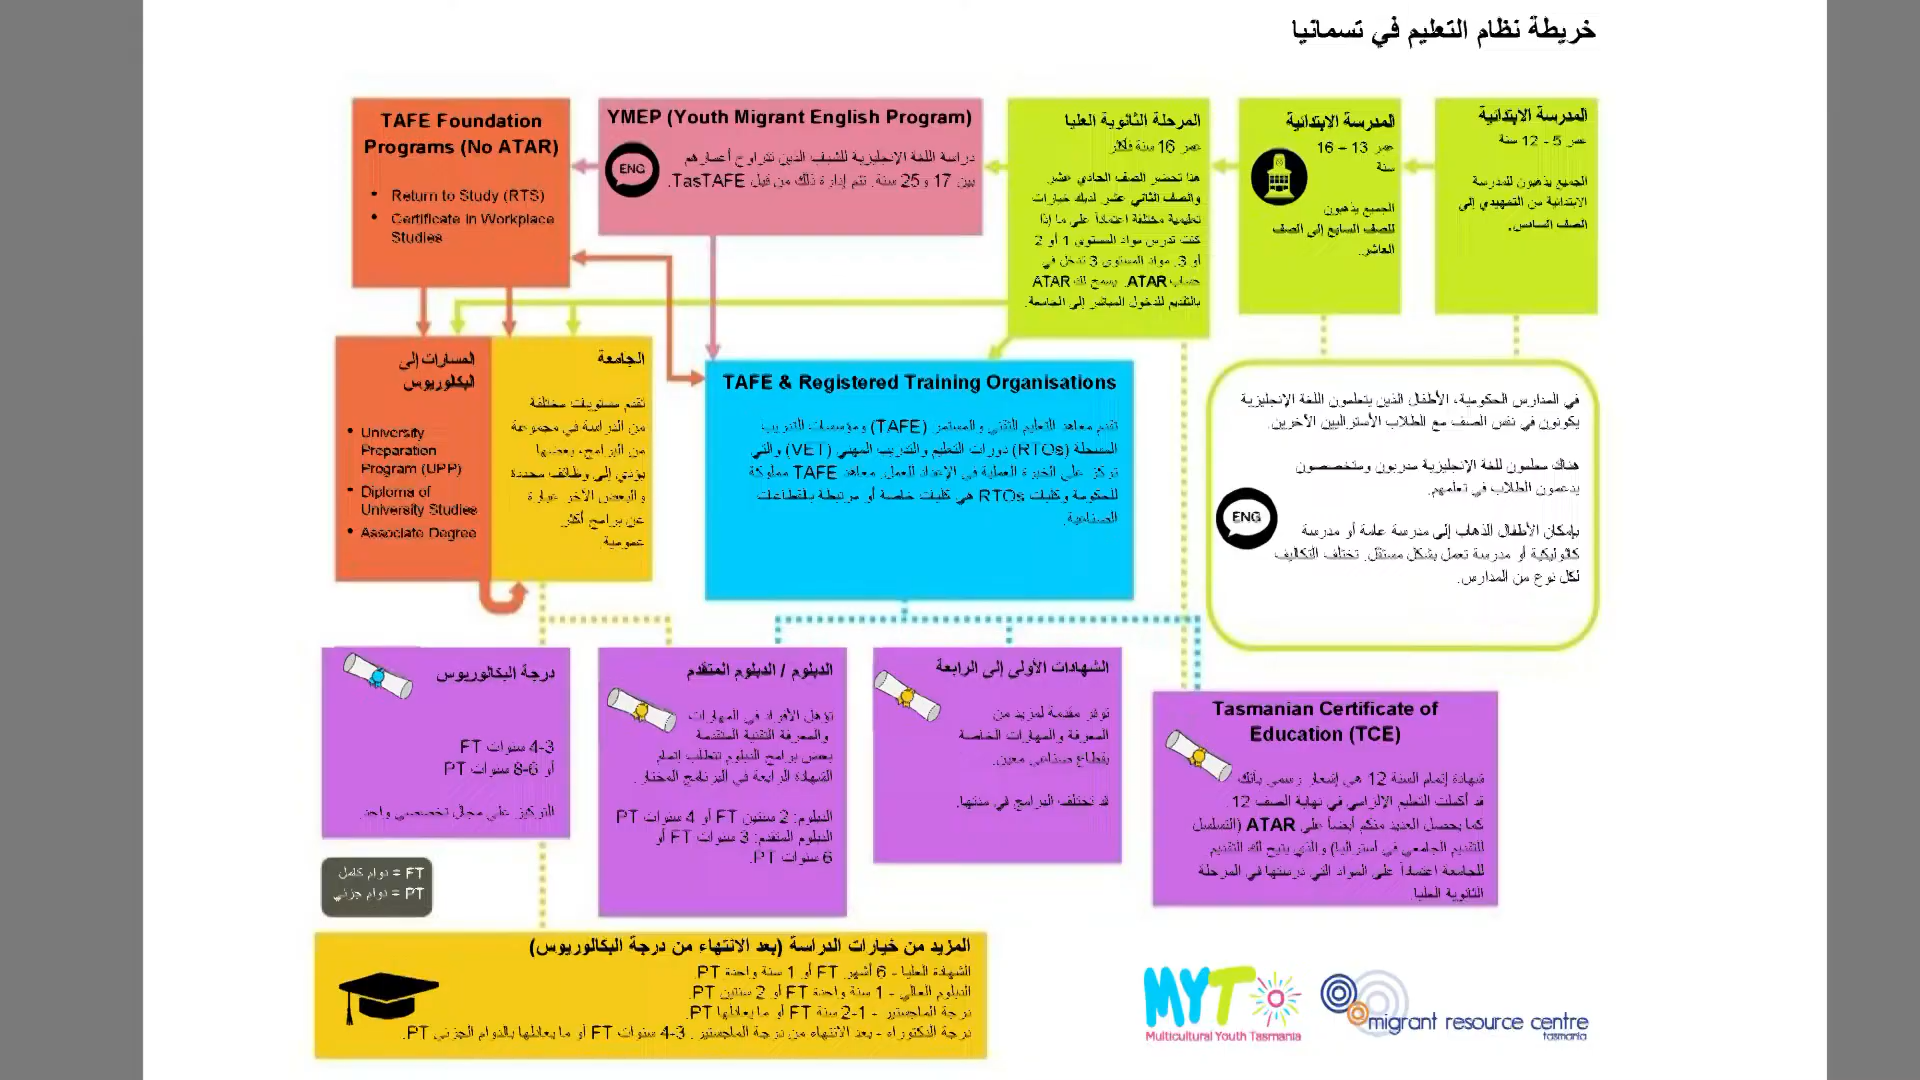 خريطة نظام التعليم في تسمانيا
المدرسة الابتدائية
عمر 5 - 12 سنة
الجميع يذهبون للمدرسة
الابتدائية من التمهيدي إلى
الصف السادس.
المدرسة الابتدائية
عمر 13 – 16
سنة
الجميع يذهبون
للصف السابع إلى الصف
العاشر.
المرحلة الثانوية العليا
عمر 16 سنة فأكثر
هنا تحضر الصف الحادي عشر
والصف الثاني عشر. لديك خيارات
تعليمية مختلفة اعتماداً على ما إذا
كنت تدرس مواد المستوى 1 أو 2
أو 3. مواد المستوى 3 تدخل في
حساب ATAR. يسمح لك ATAR
بالتقديم للدخول المباشر إلى الجامعة.
YMEP (Youth Migrant English Program)
دراسة اللغة الإنجليزية للشباب الذين تتراوح أعمارهم
بين 17 و 25 سنة. تتم إدارة ذلك من قبل TasTAFE.
ENG
TAFE Foundation
Programs (No ATAR)
• Return to Study (RTS)
• Certificate in Workplace
Studies
المسارات إلى
البكالوريوس
• University
Preparation
Program (UPP)
• Diploma of
University Studies
• Associate Degree
الجامعة
تقدم مستويات مختلفة
من الدراسة في مجموعة
من البرامج، بعضها
يؤدي إلى وظائف محددة
والبعض الآخر عبارة
عن برامج أكثر
عمومية.
TAFE & Registered Training Organisations
تقدم معاهد التعليم التقني والمستمر (TAFE) ومؤسسات التدريب
المسجلة (RTOs) دورات التعليم والتدريب المهني (VET) والتي
تركز على الخبرة العملية في الإعداد للعمل. معاهد TAFE مملوكة
للحكومة وكليات RTOs هي كليات خاصة أو مرتبطة بالقطاعات
الصناعية.
في المدارس الحكومية، الأطفال الذين يتعلمون اللغة الإنجليزية
يكونون في نفس الصف مع الطلاب الأستراليين الآخرين.
هناك معلمون للغة الإنجليزية مدربون ومتخصصون
يدعمون الطلاب في تعلمهم.
ENG
بإمكان الأطفال الذهاب إلى مدرسة عامة أو مدرسة
كاثوليكية أو مدرسة تعمل بشكل مستقل. تختلف التكاليف
لكل نوع من المدارس.
درجة البكالوريوس
3-4 سنوات FT
أو 6-8 سنوات PT
التركيز على مجال تخصصي واحد.
الدبلوم / الدبلوم المتقدم
تؤهل الأفراد في المهارات
والمعرفة التقنية المتقدمة
بعض برامج الدبلوم تتطلب إتمام
الشهادة الرابعة في البرنامج المختار.
الدبلوم: 2 سنتين FT أو 4 سنوات PT
الدبلوم المتقدم: 3 سنوات FT أو
6 سنوات PT.
الشهادات الأولى إلى الرابعة
توفر مقدمة لمزيد من
المعرفة والمهارات الخاصة
بقطاع صناعي معين.
قد تختلف البرامج في مدتها.
Tasmanian Certificate of
Education (TCE)
شهادة إتمام السنة 12 هي إشعار رسمي بأنك
قد أكملت التعليم الإلزامي في نهاية الصف 12.
كما يحصل العديد منكم أيضاً على ATAR (التسلسل
للتقديم الجامعي في أستراليا) والذي يتيح لك التقديم
للجامعة اعتماداً على المواد التي درستها في المرحلة
الثانوية العليا.
FT = دوام كامل
PT = دوام جزئي
المزيد من خيارات الدراسة (بعد الانتهاء من درجة البكالوريوس)
الشهادة العليا - 6 أشهر FT أو 1 سنة واحدة PT.
الدبلوم العالي - 1 سنة واحدة FT أو 2 سنتين PT.
درجة الماجستير - 1-2 سنة FT أو ما يعادلها PT.
درجة الدكتوراه - بعد الانتهاء من درجة الماجستير. 3-4 سنوات FT أو ما يعادلها بالدوام الجزئي PT.
MYT
Multicultural Youth Tasmania
migrant resource centre
tasmania